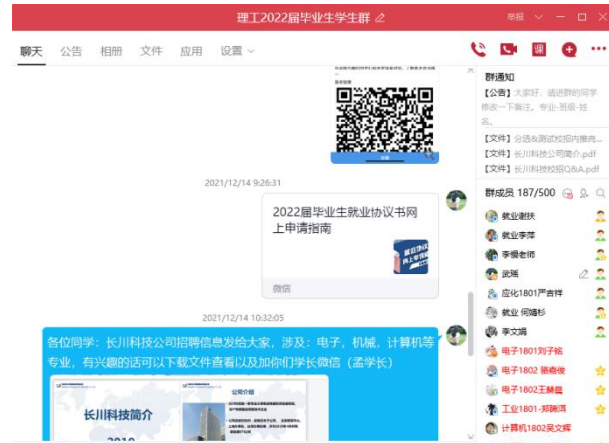 理工2022届毕业生学生群
举报
聊天 公告 相册 文件 应用 设置
2021/12/14 9:26:31
2022届毕业生就业协议书网
上申请指南
微信
2021/12/14 10:32:05
各位同学：长川科技公司招聘信息发给大家，涉及：电子，机械，计算机等
专业，有兴趣的话可以下载文件查看以及加你们学长微信（孟学长）
长川科技简介
公司介绍
群通知
【公告】大家好，请进群的同学
修改一下备注。专业-班级-姓
名。
【文件】分选&测试校招内推亮...
【文件】长川科技公司简介.pdf
【文件】长川科技校招Q&A.pdf
群成员 187/500
就业谢扶
就业李萍
李慢老师
武瑶
应化1801严吉祥
就业 何嬉杉
李文娟
电子1801刘子铭
电子1802 骆嘉俊
电子1802王赫昱
工业1801-郑婉洱
计算机1802吴文辉